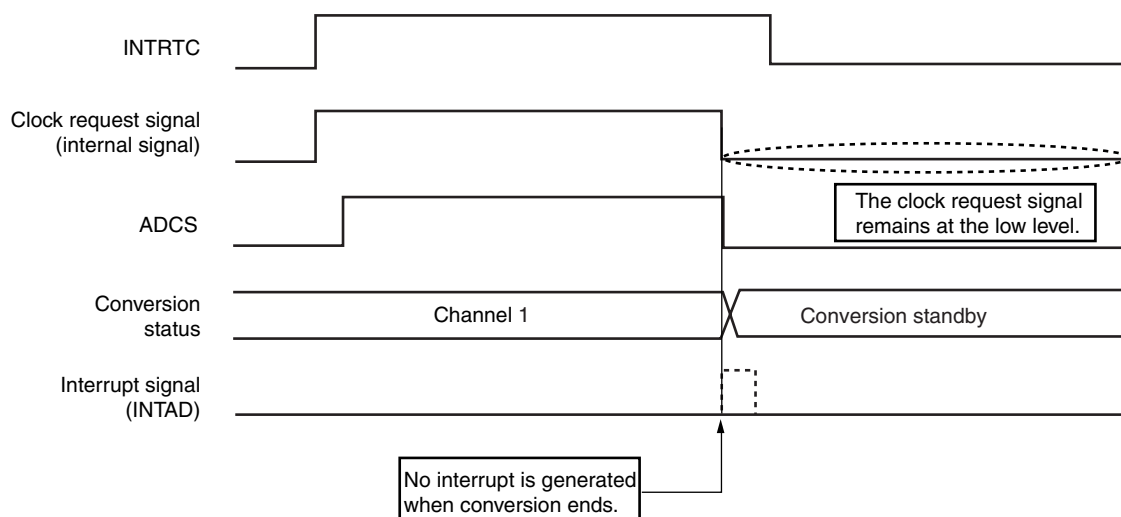 INTRTC
Clock request signal
(internal signal)
The clock request signal
remains at the low level.
ADCS
Conversion
status
Channel 1
Conversion standby
Interrupt signal
(INTAD)
No interrupt is generated
when conversion ends.